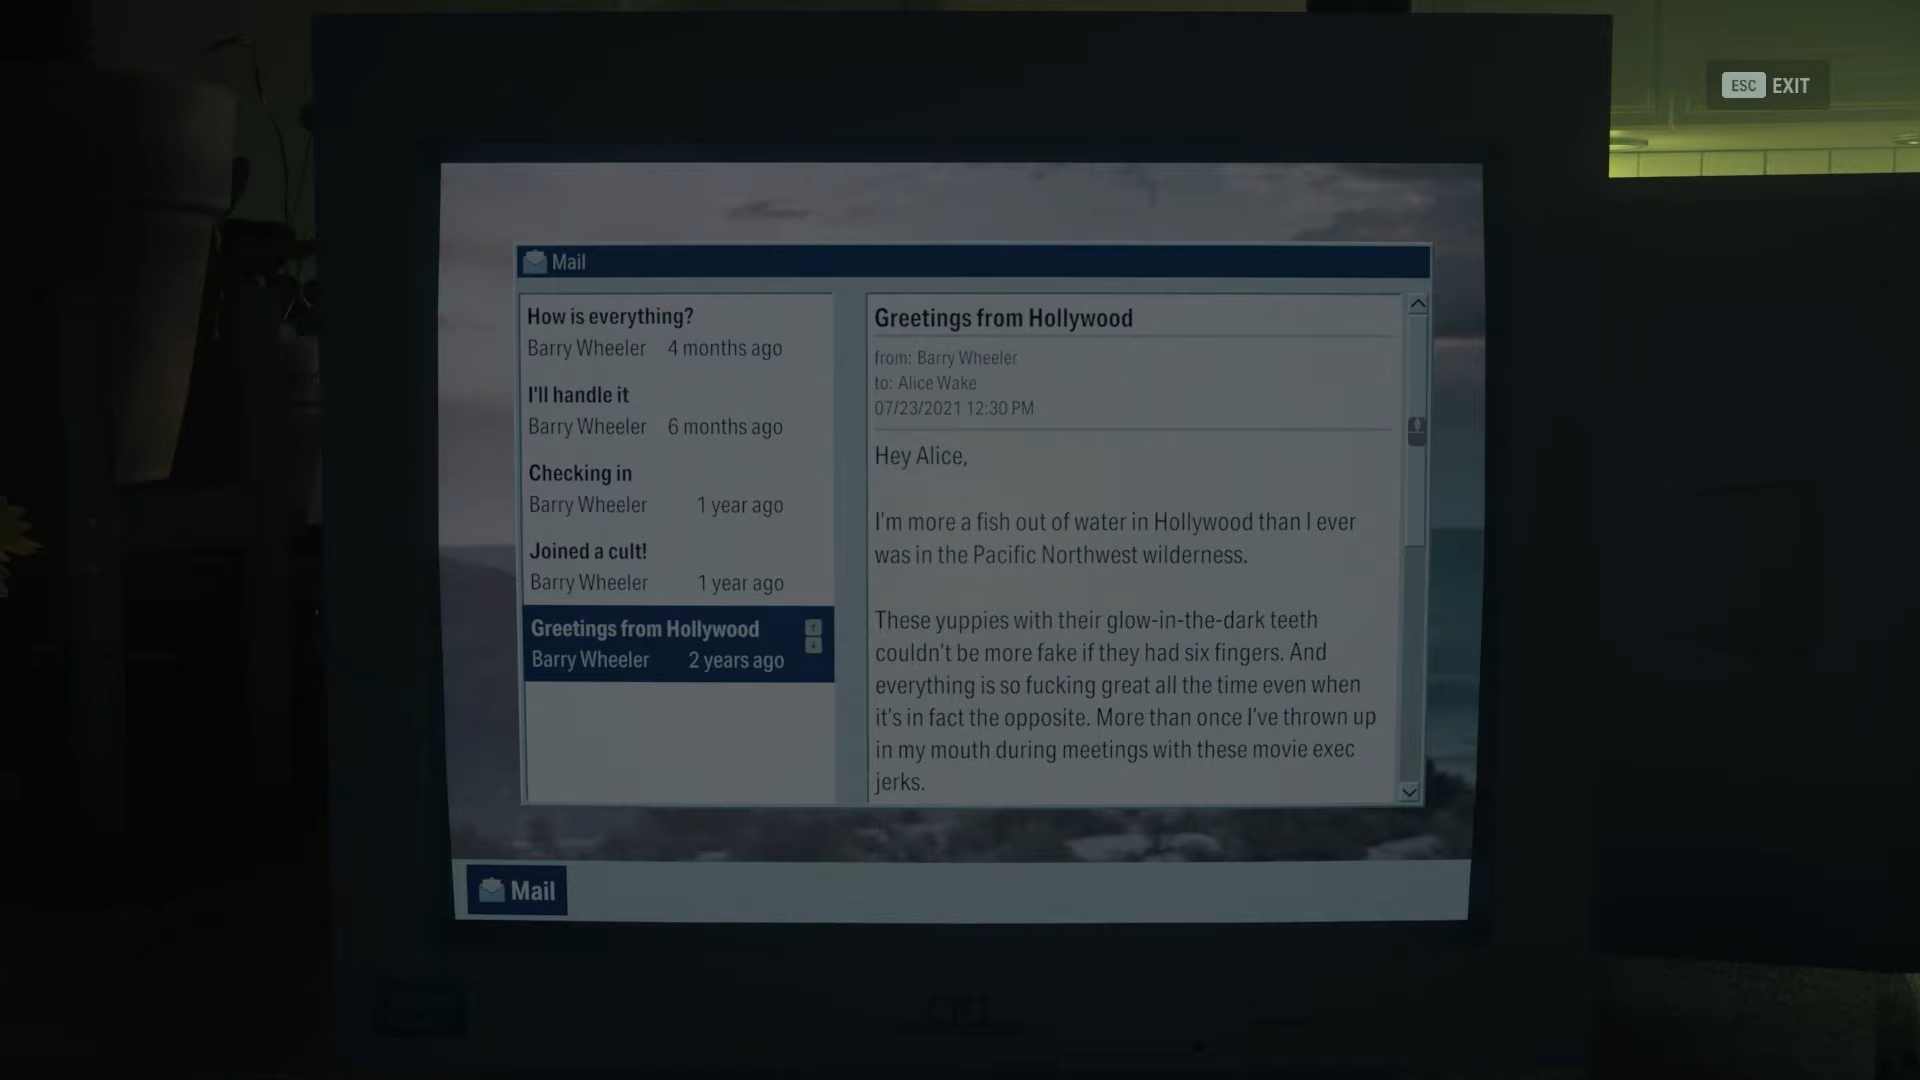 ESC EXIT
Mail
How is everything?
Barry Wheeler 4 months ago
I'll handle it
Barry Wheeler 6 months ago
Checking in
Barry Wheeler 1 year ago
Joined a cult!
Barry Wheeler 1 year ago
Greetings from Hollywood
Barry Wheeler 2 years ago
Greetings from Hollywood
from: Barry Wheeler
to: Alice Wake
07/23/2021 12:30 PM
Hey Alice,
I'm more a fish out of water in Hollywood than I ever
was in the Pacific Northwest wilderness.
These yuppies with their glow-in-the-dark teeth
couldn't be more fake if they had six fingers. And
everything is so fucking great all the time even when
it's in fact the opposite. More than once I've thrown up
in my mouth during meetings with these movie exec
jerks.
Mail